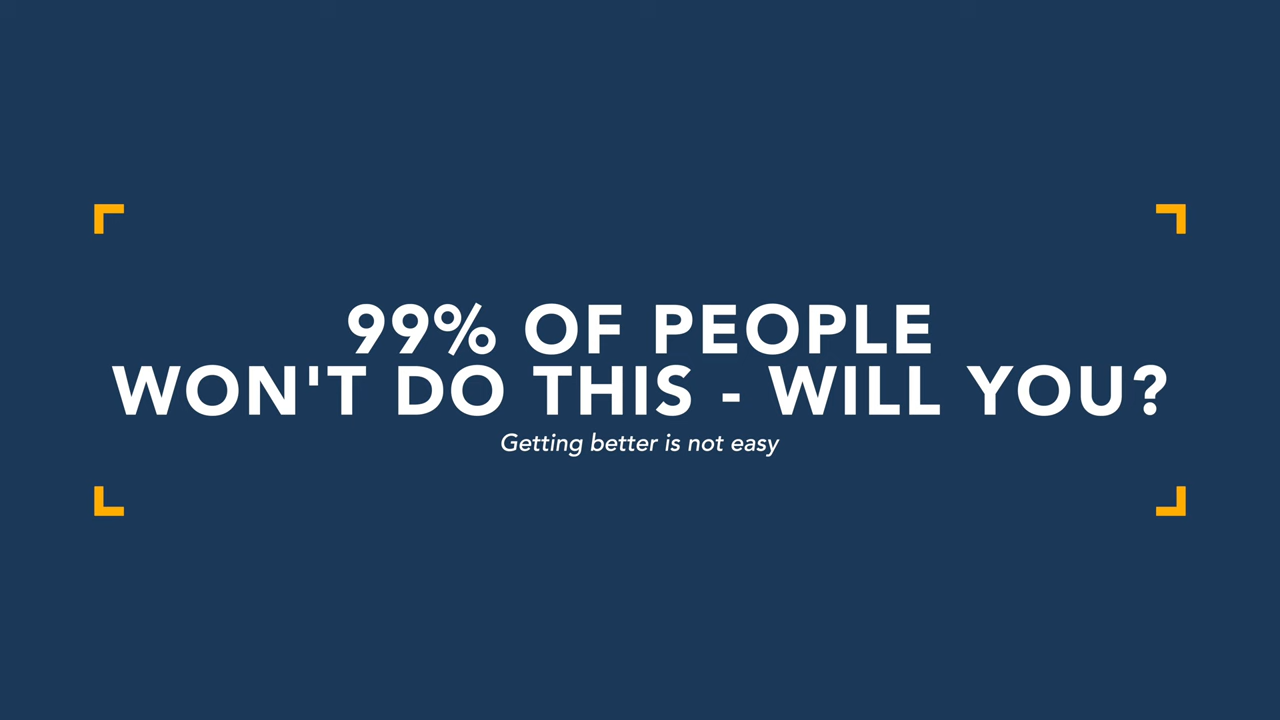 99% OF PEOPLE
WON'T DO THIS - WILL YOU?
Getting better is not easy